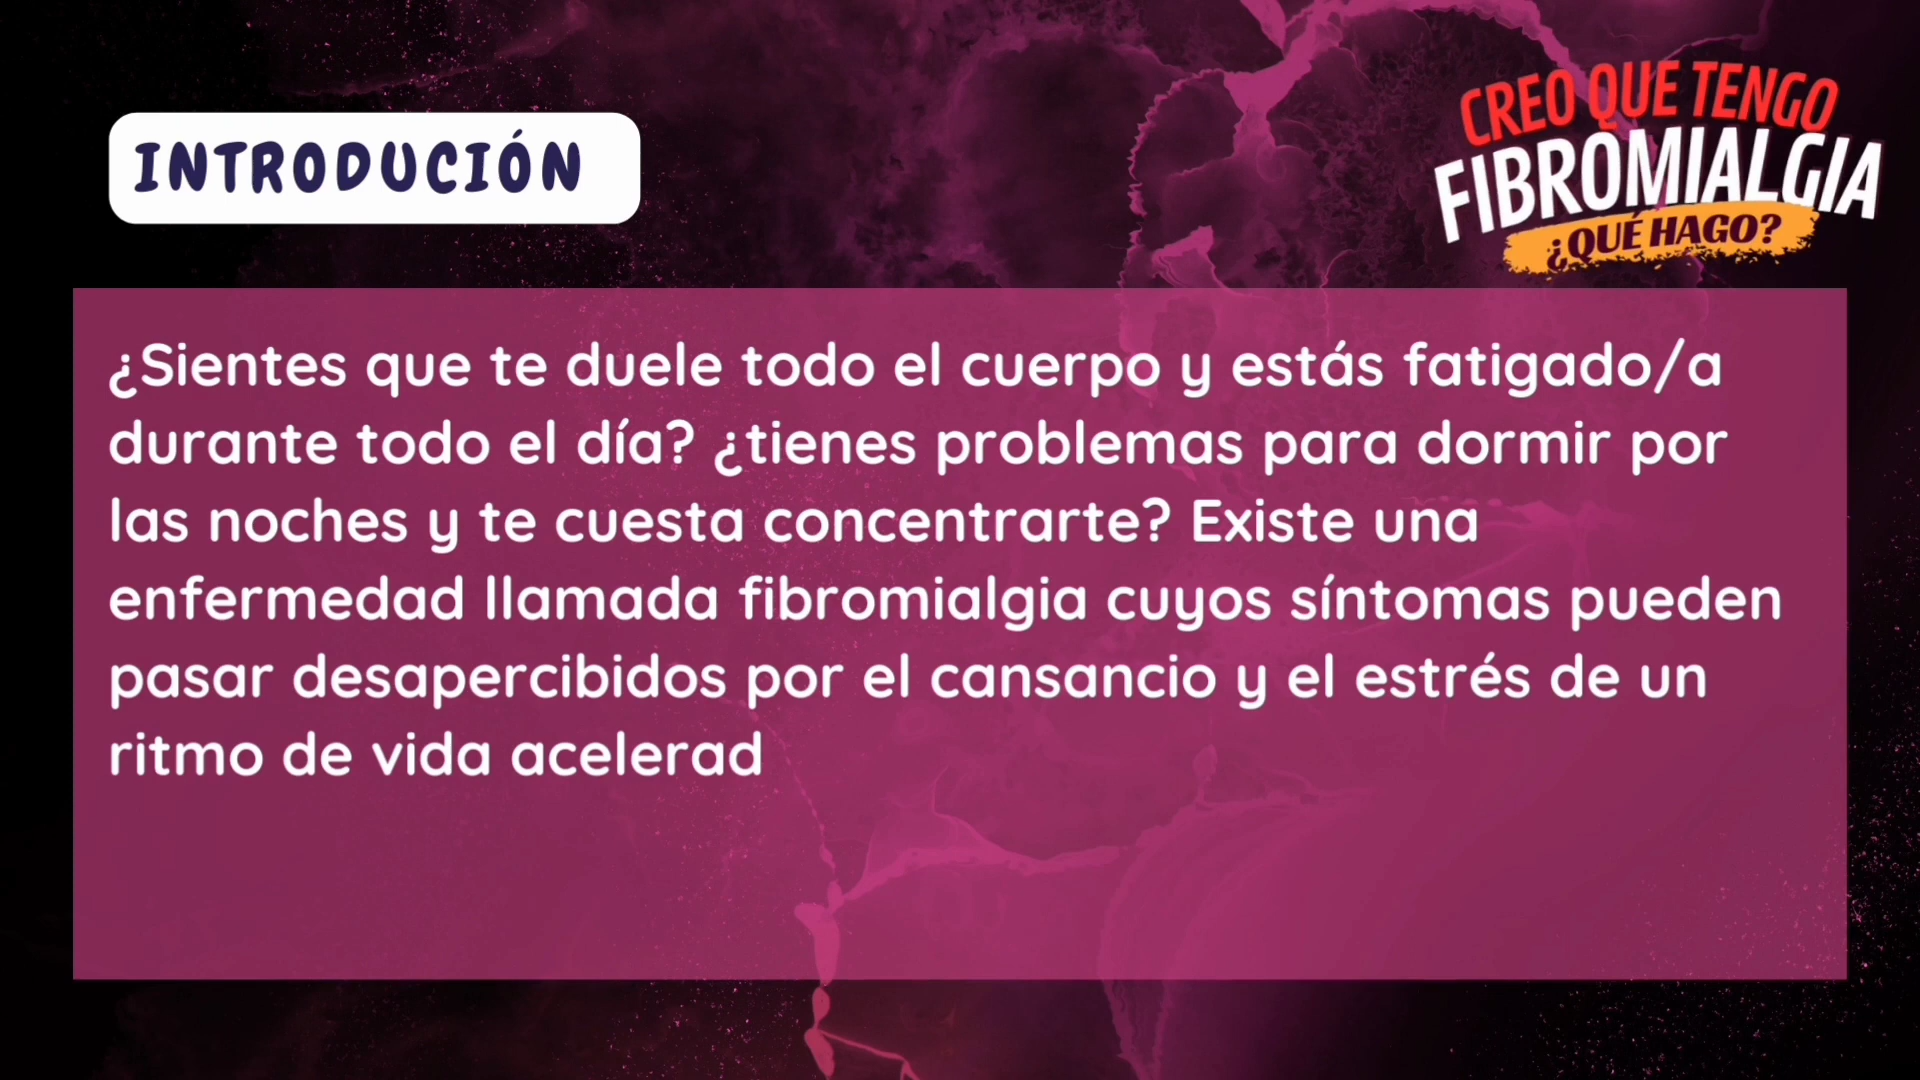 INTRODUCIÓN
CREO QUE TENGO
FIBROMIALGIA
¿QUÉ HAGO?
¿Sientes que te duele todo el cuerpo y estás fatigado/a
durante todo el día? ¿tienes problemas para dormir por
las noches y te cuesta concentrarte? Existe una
enfermedad llamada fibromialgia cuyos síntomas pueden
pasar desapercibidos por el cansancio y el estrés de un
ritmo de vida acelerad